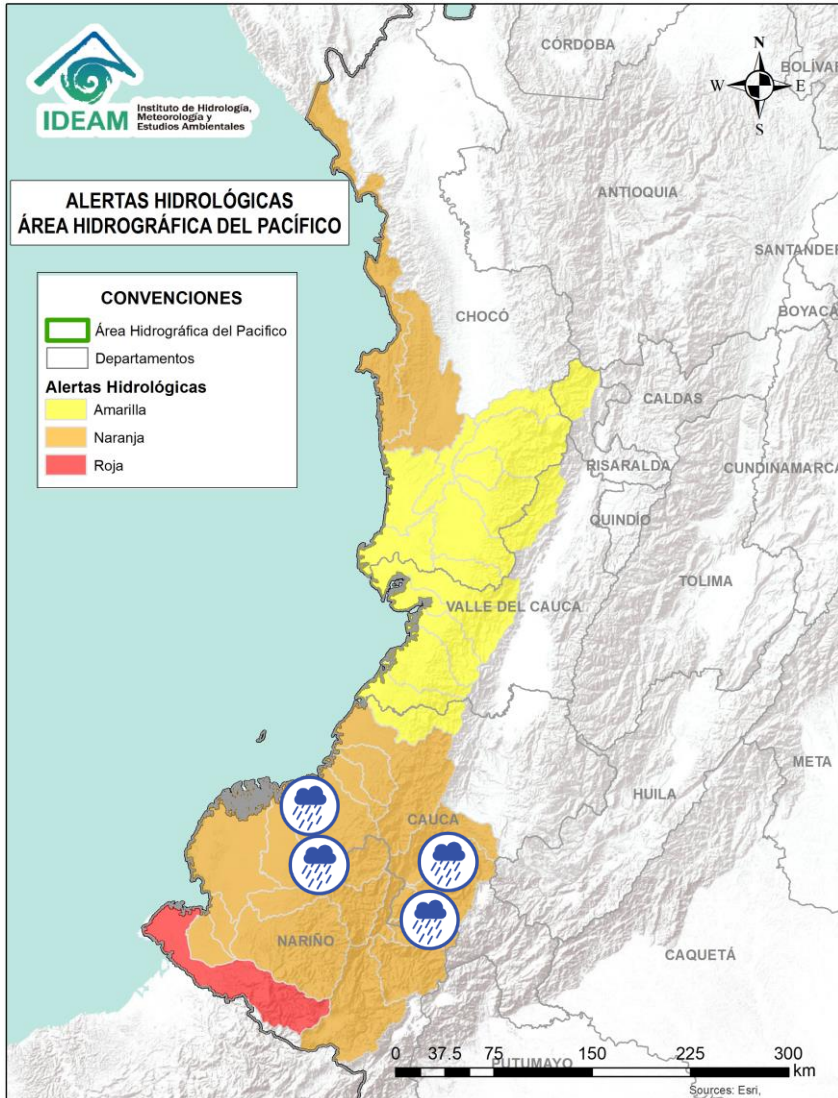 IDEAM
Instituto de Hidrología,
Meteorología y
Estudios Ambientales
ALERTAS HIDROLÓGICAS
ÁREA HIDROGRÁFICA DEL PACÍFICO
CONVENCIONES
Área Hidrográfica del Pacifico
Departamentos
Alertas Hidrológicas
Amarilla
Naranja
Roja
N
W
E
S
CÓRDOBA
BOLÍVAR
ANTIOQUIA
SANTANDER
BOYACÁ
CHOCÓ
CALDAS
RISARALDA
CUNDINAMARCA
QUINDÍO
TOLIMA
VALLE DEL CAUCA
META
HUILA
CAUCA
NARIÑO
CAQUETÁ
PUTUMAYO
0 37.5 75 150 225 300
km
Sources: Esri,